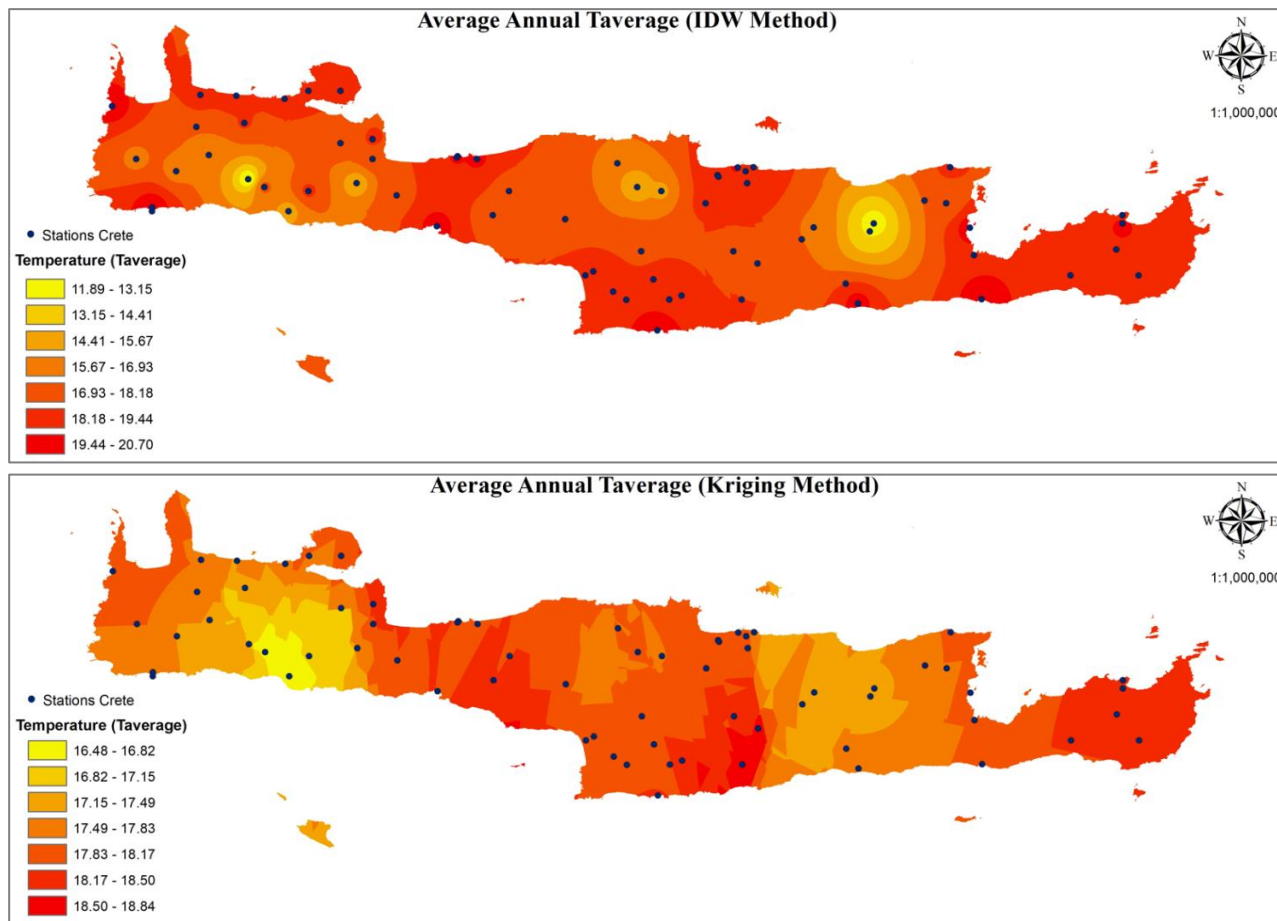 Average Annual Taverage (IDW Method)
N
W E
S
1:1,000,000
Stations Crete
Temperature (Taverage)
11.89 - 13.15
13.15 - 14.41
14.41 - 15.67
15.67 - 16.93
16.93 - 18.18
18.18 - 19.44
19.44 - 20.70
Average Annual Taverage (Kriging Method)
N
W E
S
1:1,000,000
Stations Crete
Temperature (Taverage)
16.48 - 16.82
16.82 - 17.15
17.15 - 17.49
17.49 - 17.83
17.83 - 18.17
18.17 - 18.50
18.50 - 18.84